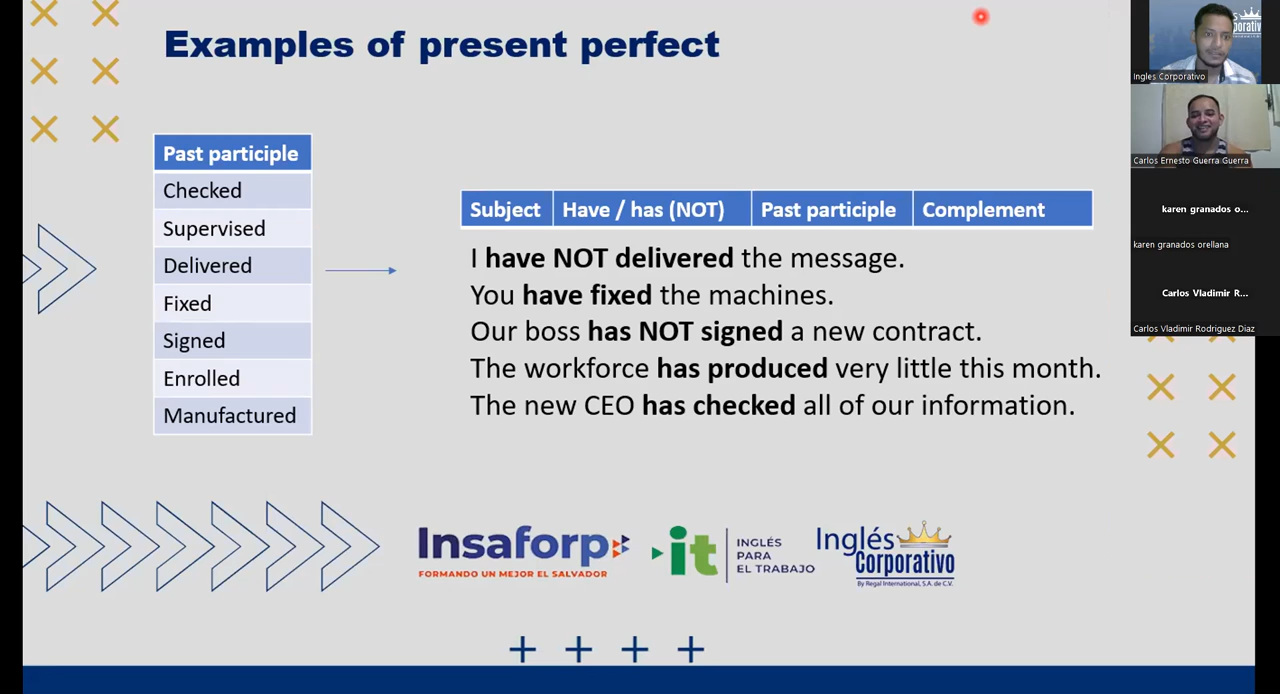 Examples of present perfect
Past participle
Checked
Supervised
Delivered
Fixed
Signed
Enrolled
Manufactured
Subject Have / has (NOT) Past participle Complement
I have NOT delivered the message.
You have fixed the machines.
Our boss has NOT signed a new contract.
The workforce has produced very little this month.
The new CEO has checked all of our information.
Insaforp
FORMANDO UN MEJOR EL SALVADOR
it
INGLÉS
PARA
EL TRABAJO
Inglés
Corporativo
By Regal International, S.A. de C.V.
Ingles Corporativo
Carlos Ernesto Guerra Guerra
karen granados o...
karen granados orellana
Carlos Vladimir R...
Carlos Vladimir Rodriguez Diaz